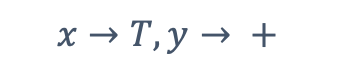 x → T, y → +